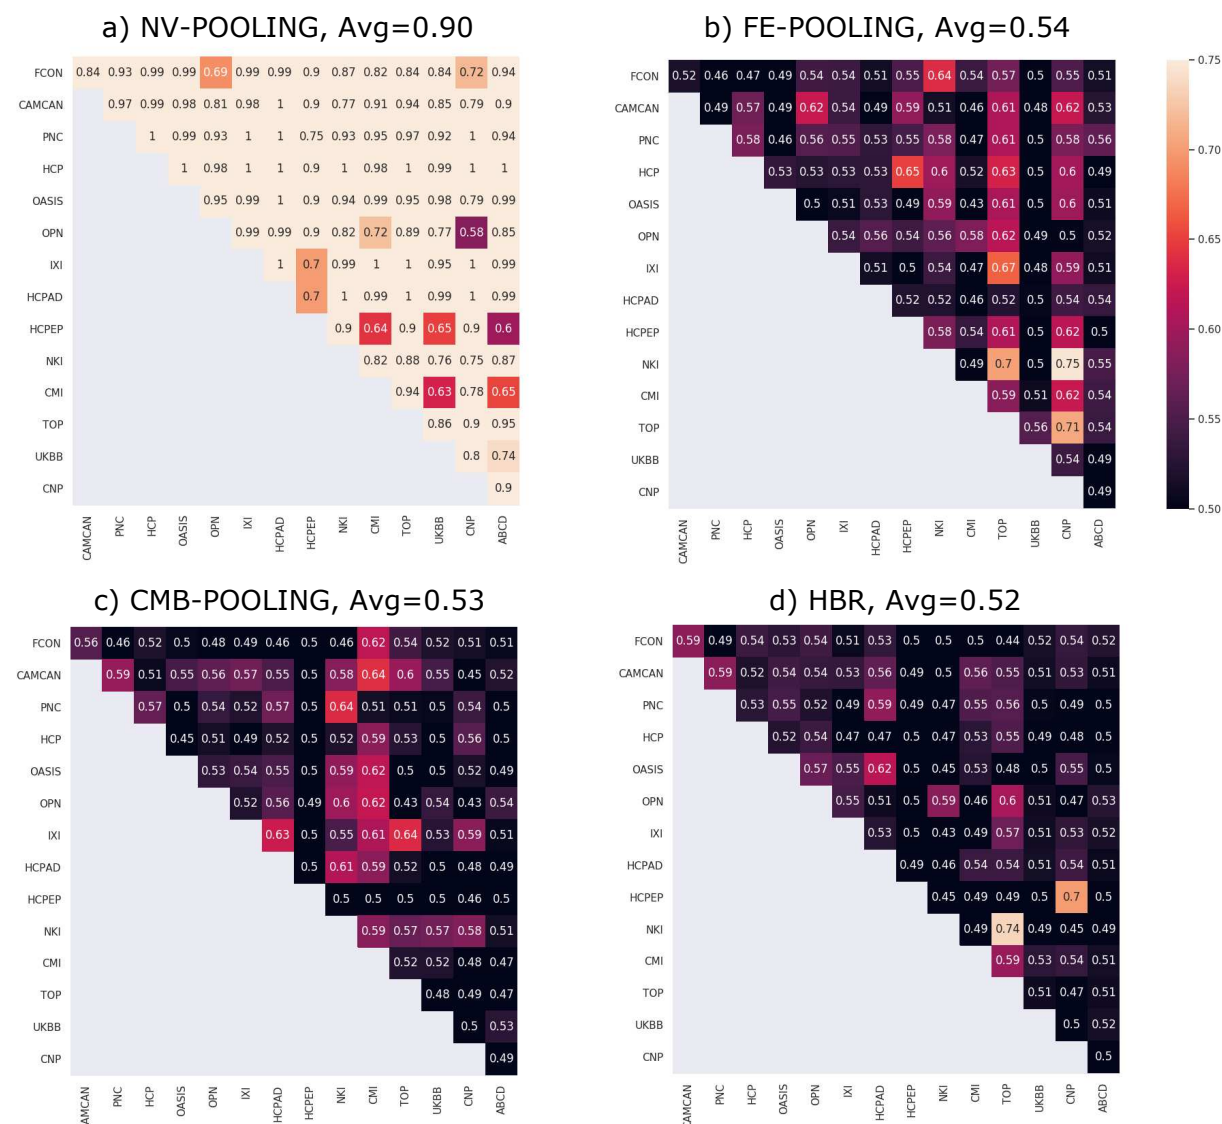 a) NV-POOLING, Avg=0.90
FCON 0.84 0.93 0.99 0.99 0.69 0.99 0.99 0.9 0.87 0.82 0.84 0.84 0.72 0.94
CAMCAN 0.97 0.99 0.98 0.81 0.98 1 0.9 0.77 0.91 0.94 0.85 0.79 0.9
PNC 1 0.99 0.93 1 1 0.75 0.93 0.95 0.97 0.92 1 0.94
HCP 1 0.98 1 1 0.9 1 0.98 1 0.99 1 1
OASIS 0.95 0.99 1 0.9 0.94 0.99 0.95 0.98 0.79 0.99
OPN 0.99 0.99 0.9 0.82 0.72 0.89 0.77 0.58 0.85
IXI 1 0.7 0.99 1 1 0.95 1 0.99
HCPAD 0.7 1 0.99 1 0.99 1 0.99
HCPEP 0.9 0.64 0.9 0.65 0.9 0.6
NKI 0.82 0.88 0.76 0.75 0.87
CMI 0.94 0.63 0.78 0.65
TOP 0.86 0.9 0.95
UKBB 0.8 0.74
CNP 0.9
CAMCAN PNC HCP OASIS OPN IXI HCPAD HCPEP NKI CMI TOP UKBB CNP ABCD
b) FE-POOLING, Avg=0.54
FCON 0.52 0.46 0.47 0.49 0.54 0.54 0.51 0.55 0.64 0.54 0.57 0.5 0.55 0.51
CAMCAN 0.49 0.57 0.49 0.62 0.54 0.49 0.59 0.51 0.46 0.61 0.48 0.62 0.53
PNC 0.58 0.46 0.56 0.55 0.53 0.55 0.58 0.47 0.61 0.5 0.58 0.56
HCP 0.53 0.53 0.53 0.53 0.65 0.6 0.52 0.63 0.5 0.6 0.49
OASIS 0.5 0.51 0.53 0.49 0.59 0.43 0.61 0.5 0.6 0.51
OPN 0.54 0.56 0.54 0.56 0.58 0.62 0.49 0.5 0.52
IXI 0.51 0.5 0.54 0.47 0.67 0.48 0.59 0.51
HCPAD 0.52 0.52 0.46 0.52 0.5 0.54 0.54
HCPEP 0.58 0.54 0.61 0.5 0.62 0.5
NKI 0.49 0.7 0.5 0.75 0.55
CMI 0.59 0.51 0.62 0.54
TOP 0.56 0.71 0.54
UKBB 0.54 0.49
CNP 0.49
CAMCAN PNC HCP OASIS OPN IXI HCPAD HCPEP NKI CMI TOP UKBB CNP ABCD
0.75
0.70
0.65
0.60
0.55
0.50
c) CMB-POOLING, Avg=0.53
FCON 0.56 0.46 0.52 0.5 0.48 0.49 0.46 0.5 0.46 0.62 0.54 0.52 0.51 0.51
CAMCAN 0.59 0.51 0.55 0.56 0.57 0.55 0.5 0.58 0.64 0.6 0.55 0.45 0.52
PNC 0.57 0.5 0.54 0.52 0.57 0.5 0.64 0.51 0.51 0.5 0.54 0.5
HCP 0.45 0.51 0.49 0.52 0.5 0.52 0.59 0.53 0.5 0.56 0.5
OASIS 0.53 0.54 0.55 0.5 0.59 0.62 0.5 0.5 0.52 0.49
OPN 0.52 0.56 0.49 0.6 0.62 0.43 0.54 0.43 0.54
IXI 0.63 0.5 0.55 0.61 0.64 0.53 0.59 0.51
HCPAD 0.5 0.61 0.59 0.52 0.5 0.48 0.49
HCPEP 0.5 0.5 0.5 0.5 0.46 0.5
NKI 0.59 0.57 0.57 0.58 0.51
CMI 0.52 0.52 0.48 0.47
TOP 0.48 0.49 0.47
UKBB 0.5 0.53
CNP 0.49
AMCAN PNC HCP OASIS OPN IXI HCPAD HCPEP NKI CMI TOP UKBB CNP ABCD
d) HBR, Avg=0.52
FCON 0.59 0.49 0.54 0.53 0.54 0.51 0.53 0.5 0.5 0.5 0.44 0.52 0.54 0.52
CAMCAN 0.59 0.52 0.54 0.54 0.53 0.56 0.49 0.5 0.56 0.55 0.51 0.53 0.51
PNC 0.53 0.55 0.52 0.49 0.59 0.49 0.47 0.55 0.56 0.5 0.49 0.5
HCP 0.52 0.54 0.47 0.47 0.5 0.47 0.53 0.55 0.49 0.48 0.5
OASIS 0.57 0.55 0.62 0.5 0.45 0.53 0.48 0.5 0.55 0.5
OPN 0.55 0.51 0.5 0.59 0.46 0.6 0.51 0.47 0.53
IXI 0.53 0.5 0.43 0.49 0.57 0.51 0.53 0.52
HCPAD 0.49 0.46 0.54 0.54 0.51 0.54 0.51
HCPEP 0.45 0.49 0.49 0.5 0.7 0.5
NKI 0.49 0.74 0.49 0.45 0.49
CMI 0.59 0.53 0.54 0.51
TOP 0.51 0.47 0.51
UKBB 0.5 0.52
CNP 0.5
CAMCAN PNC HCP OASIS OPN IXI HCPAD HCPEP NKI CMI TOP UKBB CNP ABCD